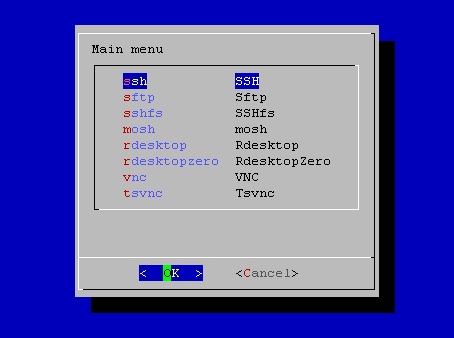 Main menu
ssh SSH
sftp Sftp
sshfs SSHfs
mosh mosh
rdesktop Rdesktop
rdesktopzero RdesktopZero
vnc VNC
tsvnc Tsvnc
< OK > <Cancel>